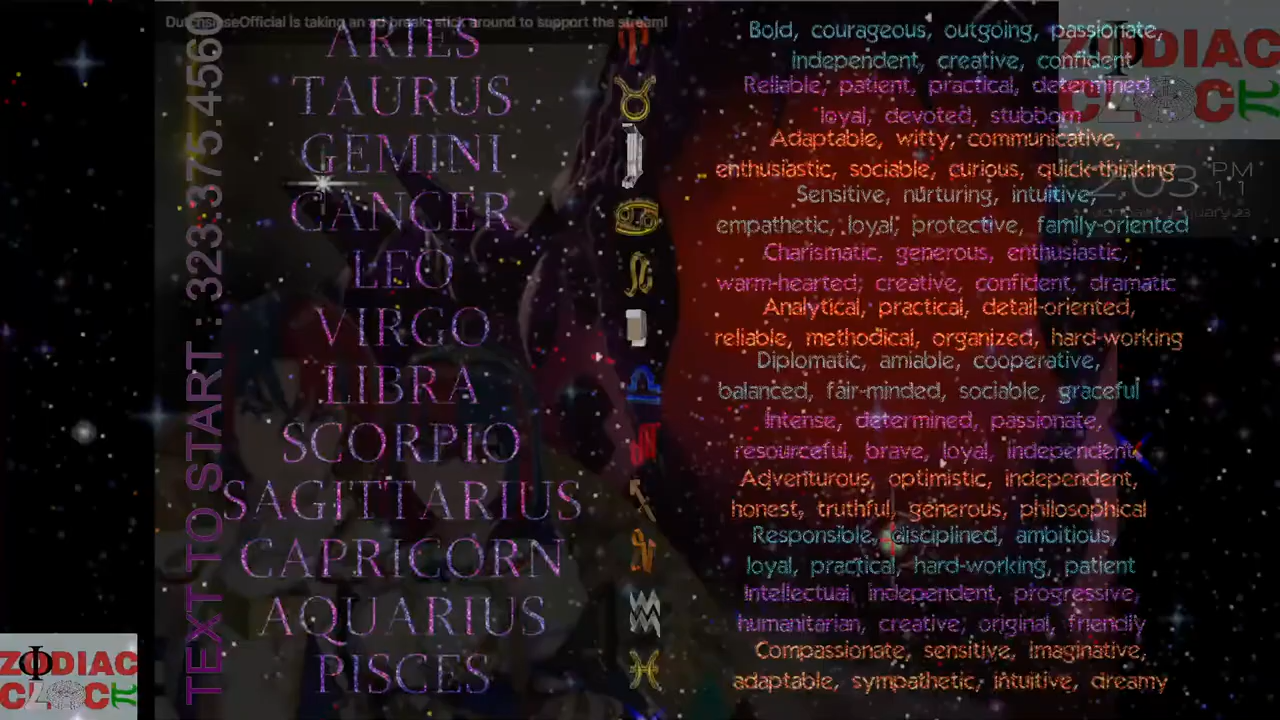 DutchsinseOfficial is taking an ad break; stick around to support the stream!
TEXT TO START : 323.375.4560
ARIES
Bold, courageous, outgoing, passionate,
independent, creative, confident
TAURUS
Reliable, patient, practical, determined,
loyal, devoted, stubborn
GEMINI
Adaptable, witty, communicative,
enthusiastic, sociable, curious, quick-thinking
CANCER
Sensitive, nurturing, intuitive,
empathetic, loyal, protective, family-oriented
LEO
Charismatic, generous, enthusiastic,
warm-hearted, creative, confident, dramatic
VIRGO
Analytical, practical, detail-oriented,
reliable, methodical, organized, hard-working
LIBRA
Diplomatic, amiable, cooperative,
balanced, fair-minded, sociable, graceful
SCORPIO
Intense, determined, passionate,
resourceful, brave, loyal, independent
SAGITTARIUS
Adventurous, optimistic, independent,
honest, truthful, generous, philosophical
CAPRICORN
Responsible, disciplined, ambitious,
loyal, practical, hard-working, patient
AQUARIUS
Intellectual, independent, progressive,
humanitarian, creative, original, friendly
PISCES
Compassionate, sensitive, imaginative,
adaptable, sympathetic, intuitive, dreamy
ZODIAC
CLOCK
2:03 PM
11
ZODIAC
CLOCK